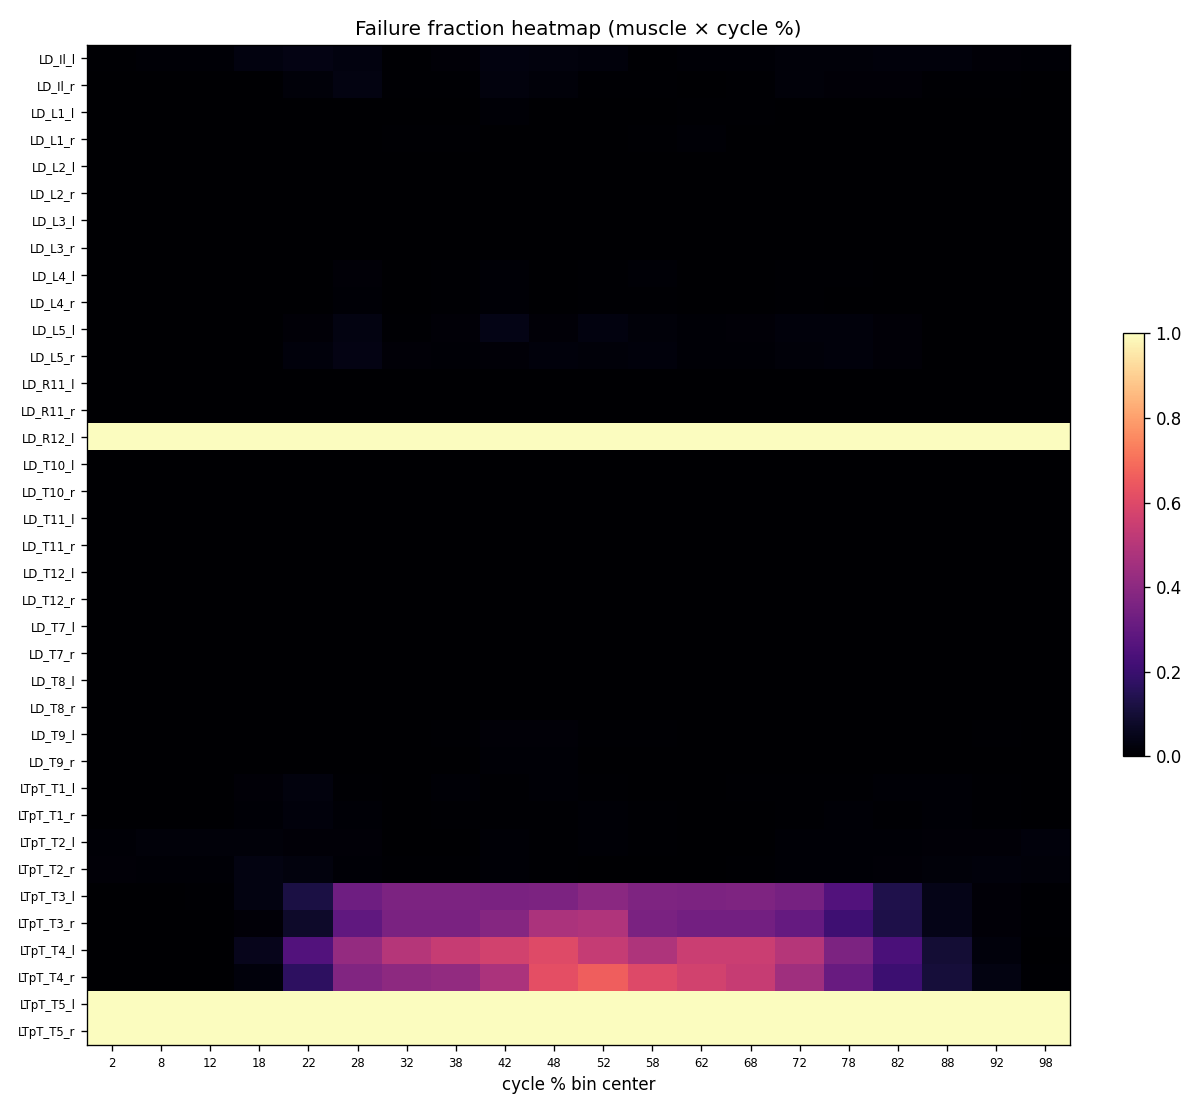 Failure fraction heatmap (muscle × cycle %)
LD_Il_l
LD_Il_r
LD_L1_l
LD_L1_r
LD_L2_l
LD_L2_r
LD_L3_l
LD_L3_r
LD_L4_l
LD_L4_r
LD_L5_l
LD_L5_r
LD_R11_l
LD_R11_r
LD_R12_l
LD_T10_l
LD_T10_r
LD_T11_l
LD_T11_r
LD_T12_l
LD_T12_r
LD_T7_l
LD_T7_r
LD_T8_l
LD_T8_r
LD_T9_l
LD_T9_r
LTpT_T1_l
LTpT_T1_r
LTpT_T2_l
LTpT_T2_r
LTpT_T3_l
LTpT_T3_r
LTpT_T4_l
LTpT_T4_r
LTpT_T5_l
LTpT_T5_r
2 8 12 18 22 28 32 38 42 48 52 58 62 68 72 78 82 88 92 98
cycle % bin center
1.0
0.8
0.6
0.4
0.2
0.0